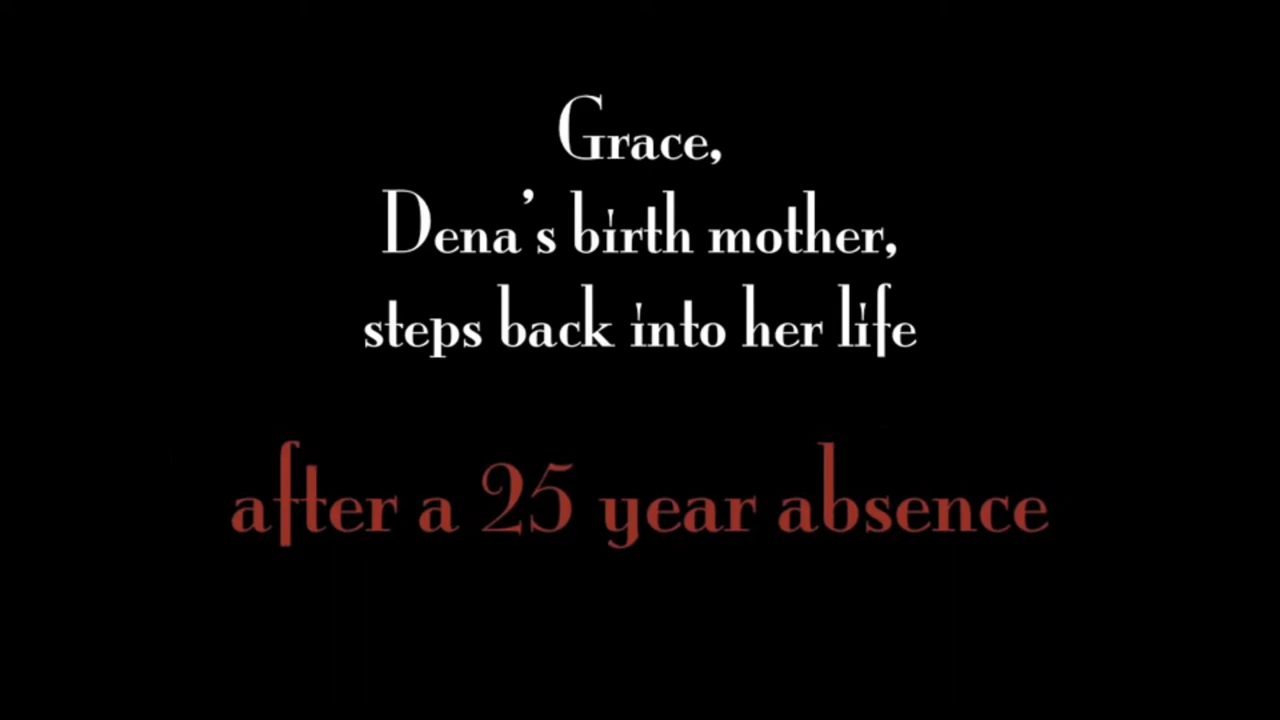 Grace,
Dena's birth mother,
steps back into her life
after a 25 year absence